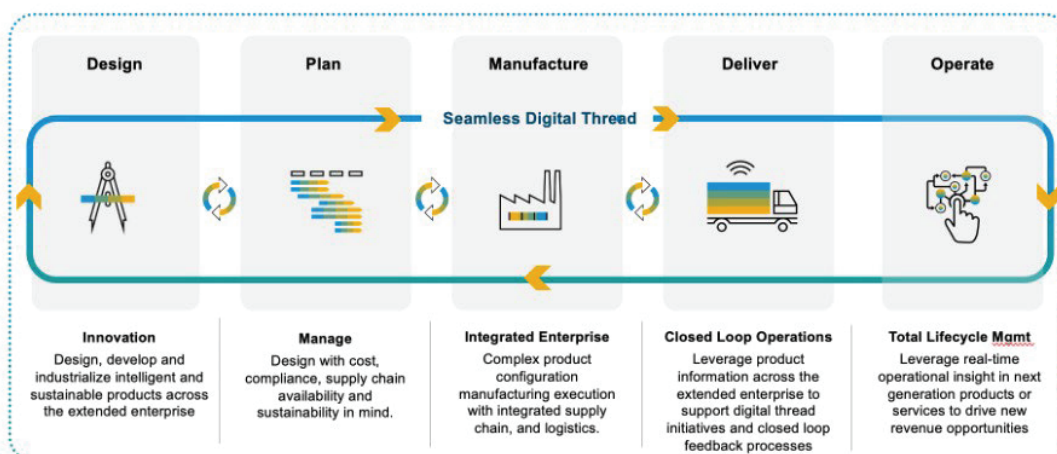 Design
Plan
Manufacture
Deliver
Operate
Seamless Digital Thread
Innovation
Design, develop and
industrialize intelligent and
sustainable products across
the extended enterprise
Manage
Design with cost,
compliance, supply chain
availability and
sustainability in mind.
Integrated Enterprise
Complex product
configuration
manufacturing execution
with integrated supply
chain, and logistics.
Closed Loop Operations
Leverage product
information across the
extended enterprise to
support digital thread
initiatives and closed loop
feedback processes
Total Lifecycle Mgmt
Leverage real-time
operational insight in next
generation products or
services to drive new
revenue opportunities